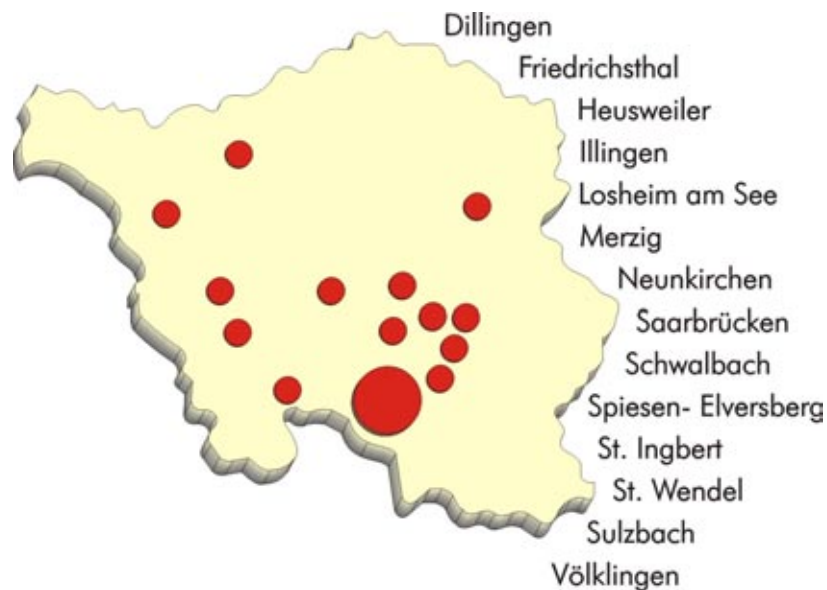 Dillingen
Friedrichsthal
Heusweiler
Illingen
Losheim am See
Merzig
Neunkirchen
Saarbrücken
Schwalbach
Spiesen- Elversberg
St. Ingbert
St. Wendel
Sulzbach
Völklingen